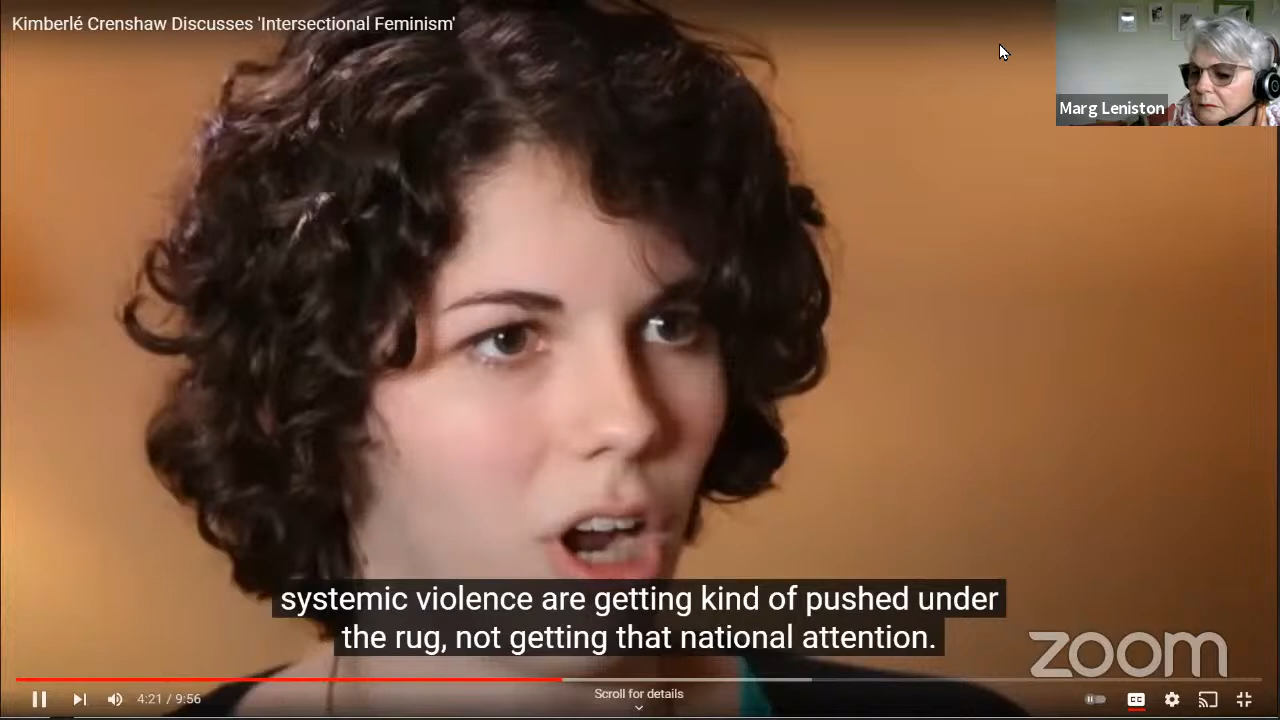 Kimberlé Crenshaw Discusses 'Intersectional Feminism'
Marg Leniston
systemic violence are getting kind of pushed under
the rug, not getting that national attention.
zoom
4:21 / 9:56
Scroll for details
CC